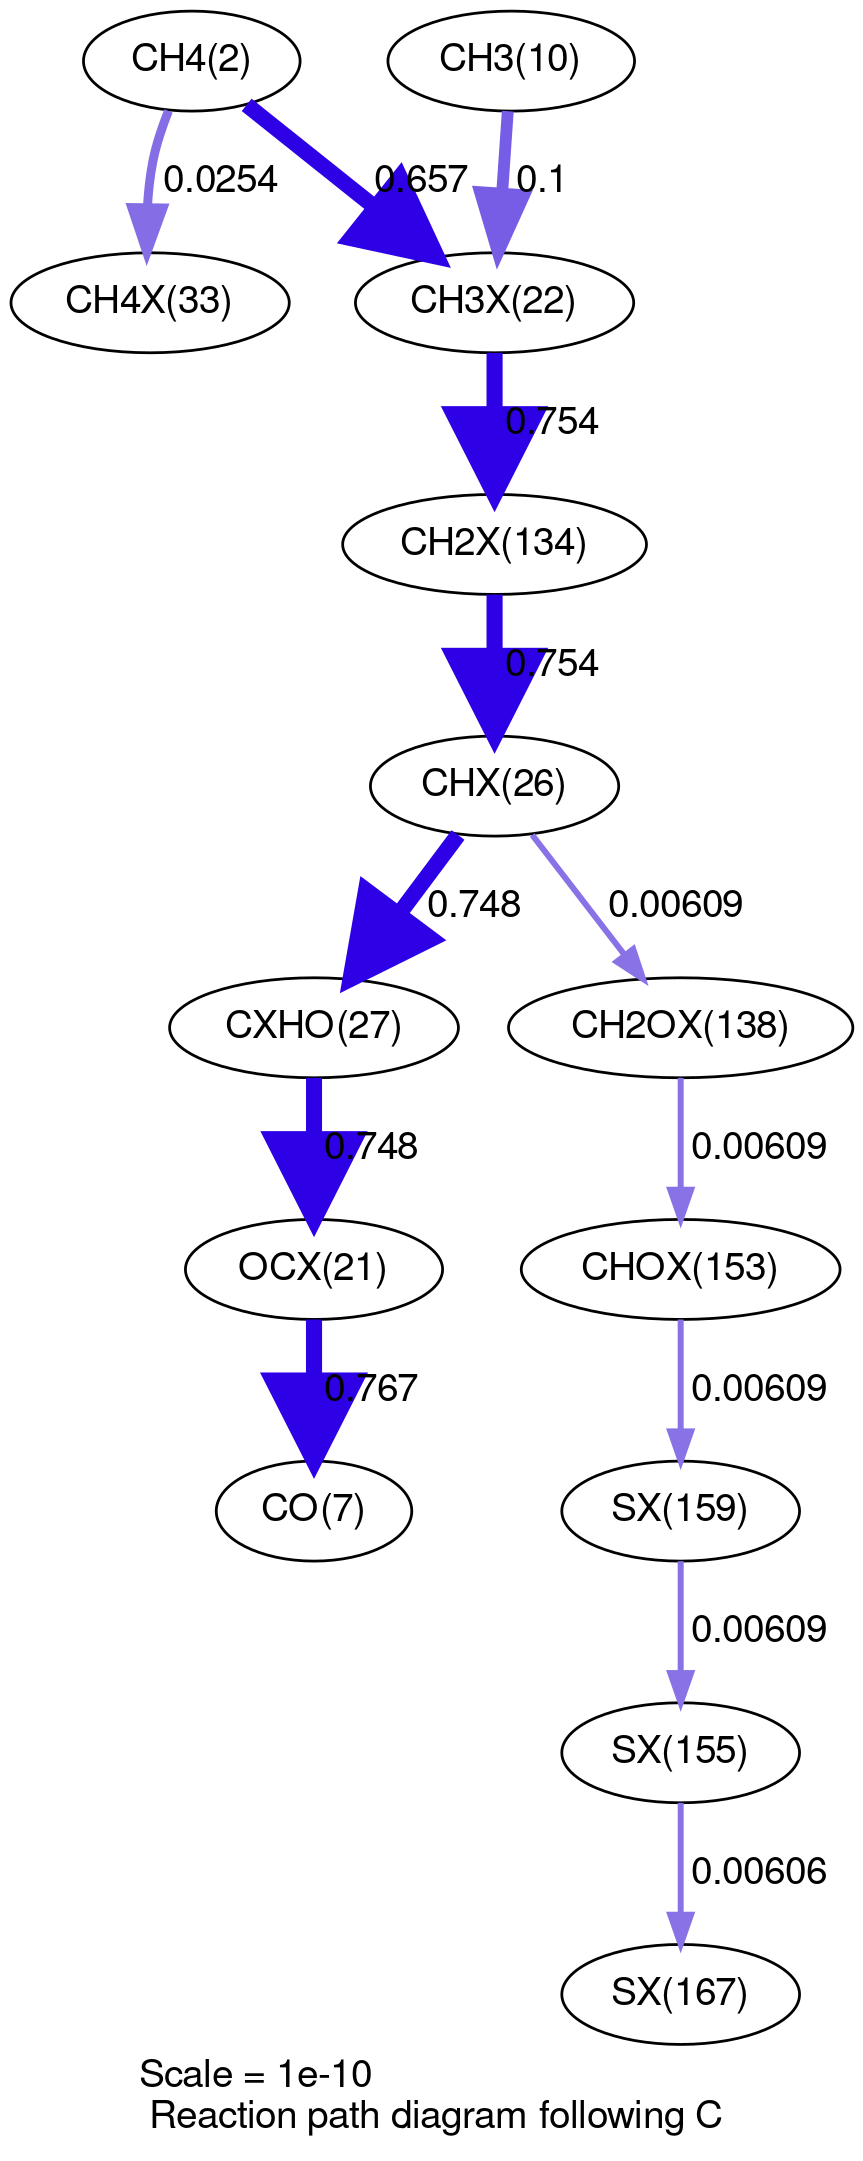 CH4(2)
CH3(10)
0.0254
0.657
0.1
CH4X(33)
CH3X(22)
0.754
CH2X(134)
0.754
CHX(26)
0.748
0.00609
CXHO(27)
CH2OX(138)
0.748
0.00609
OCX(21)
CHOX(153)
0.767
0.00609
CO(7)
SX(159)
0.00609
SX(155)
0.00606
SX(167)
Scale = 1e-10
Reaction path diagram following C